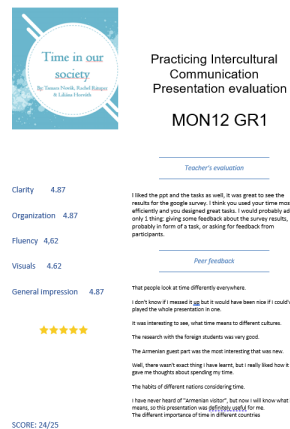 Time in our
society
By: Tamara Novák, Rachel
& Liliána Horváth
Practicing Intercultural
Communication
Presentation evaluation
MON12 GR1
Teacher's evaluation
Clarity 4.87
Organization 4.87
Fluency 4,62
Visuals 4.62
General impression 4.87
I liked the ppt and the tasks as well, it was great to see the
results for the google survey. I think you used your time mos
efficiently and you designed great tasks. I would probably ad
only 1 thing: giving some feedback about the survey results,
probably in form of a task, or asking for feedback from
participants.
Peer feedback
That people look at time differently everywhere.
I don't know if I messed it up but it would have been nice if i could'
played the whole presentation in one.
It was interesting to see, what time means to different cultures.
The research with the foreign students was very good.
The Armenian guest part was the most interesting that was new.
Well, there wasn't exact thing I have learnt, but i really liked how it
gave me thoughts about spending my time.
The habits of different nations considering time.
I have never heard of "Armenian visitor", but now i will know what
means, so this presentation was definitely useful for me.
The different importance of time in different countries
SCORE: 24/25